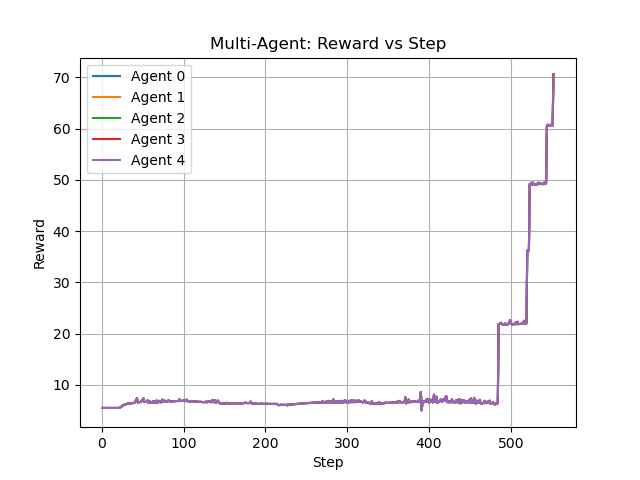 Multi-Agent: Reward vs Step
Agent 0
Agent 1
Agent 2
Agent 3
Agent 4
70
60
50
40
30
20
10
Reward
0 100 200 300 400 500
Step